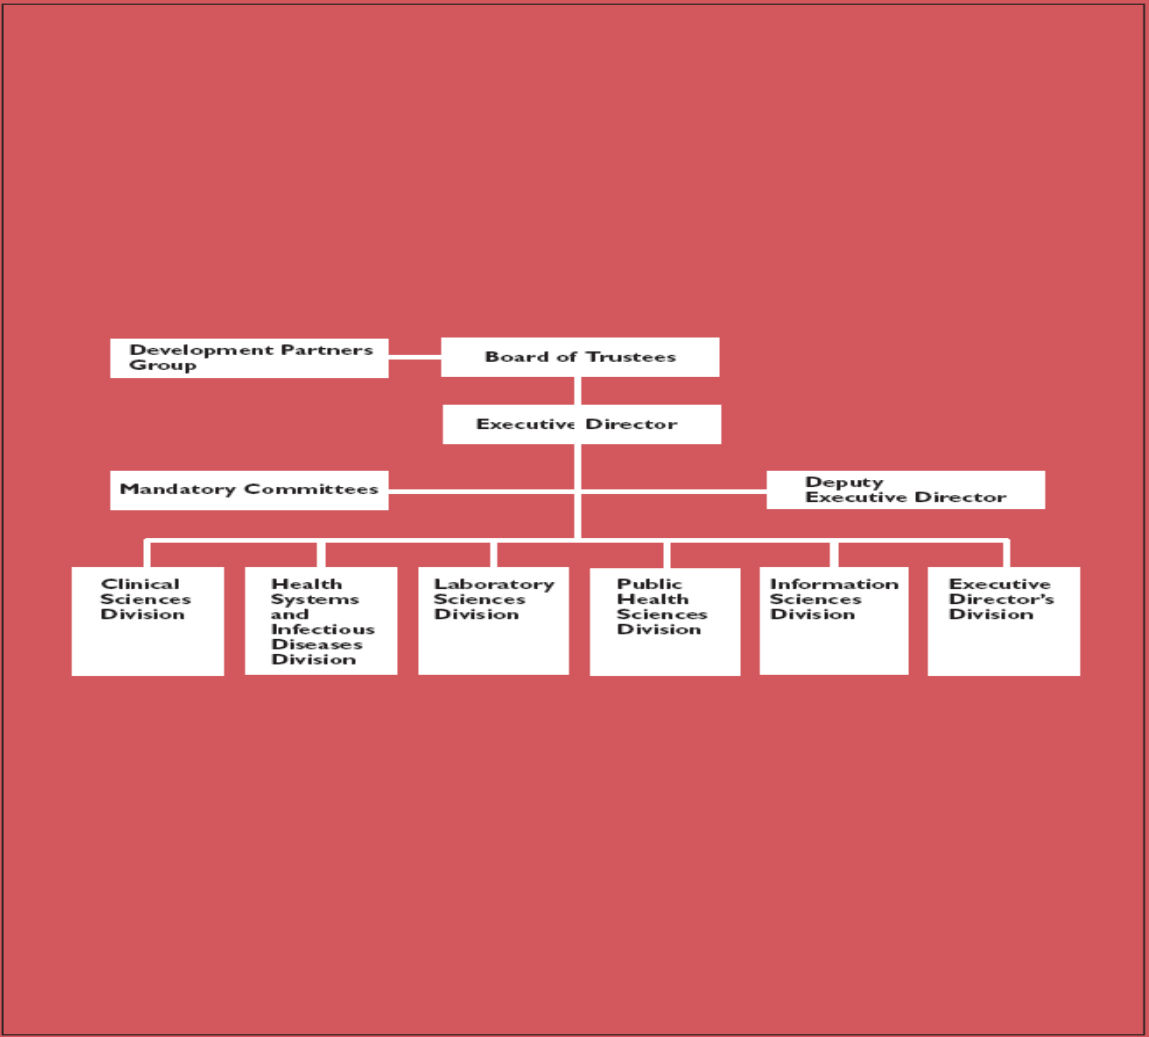 Development Partners
Group
Board of Trustees
Executive Director
Mandatory Committees
Deputy
Executive Director
Clinical
Sciences
Division
Health
Systems
and
Infectious
Diseases
Division
Laboratory
Sciences
Division
Public
Health
Sciences
Division
Information
Sciences
Division
Executive
Director's
Division